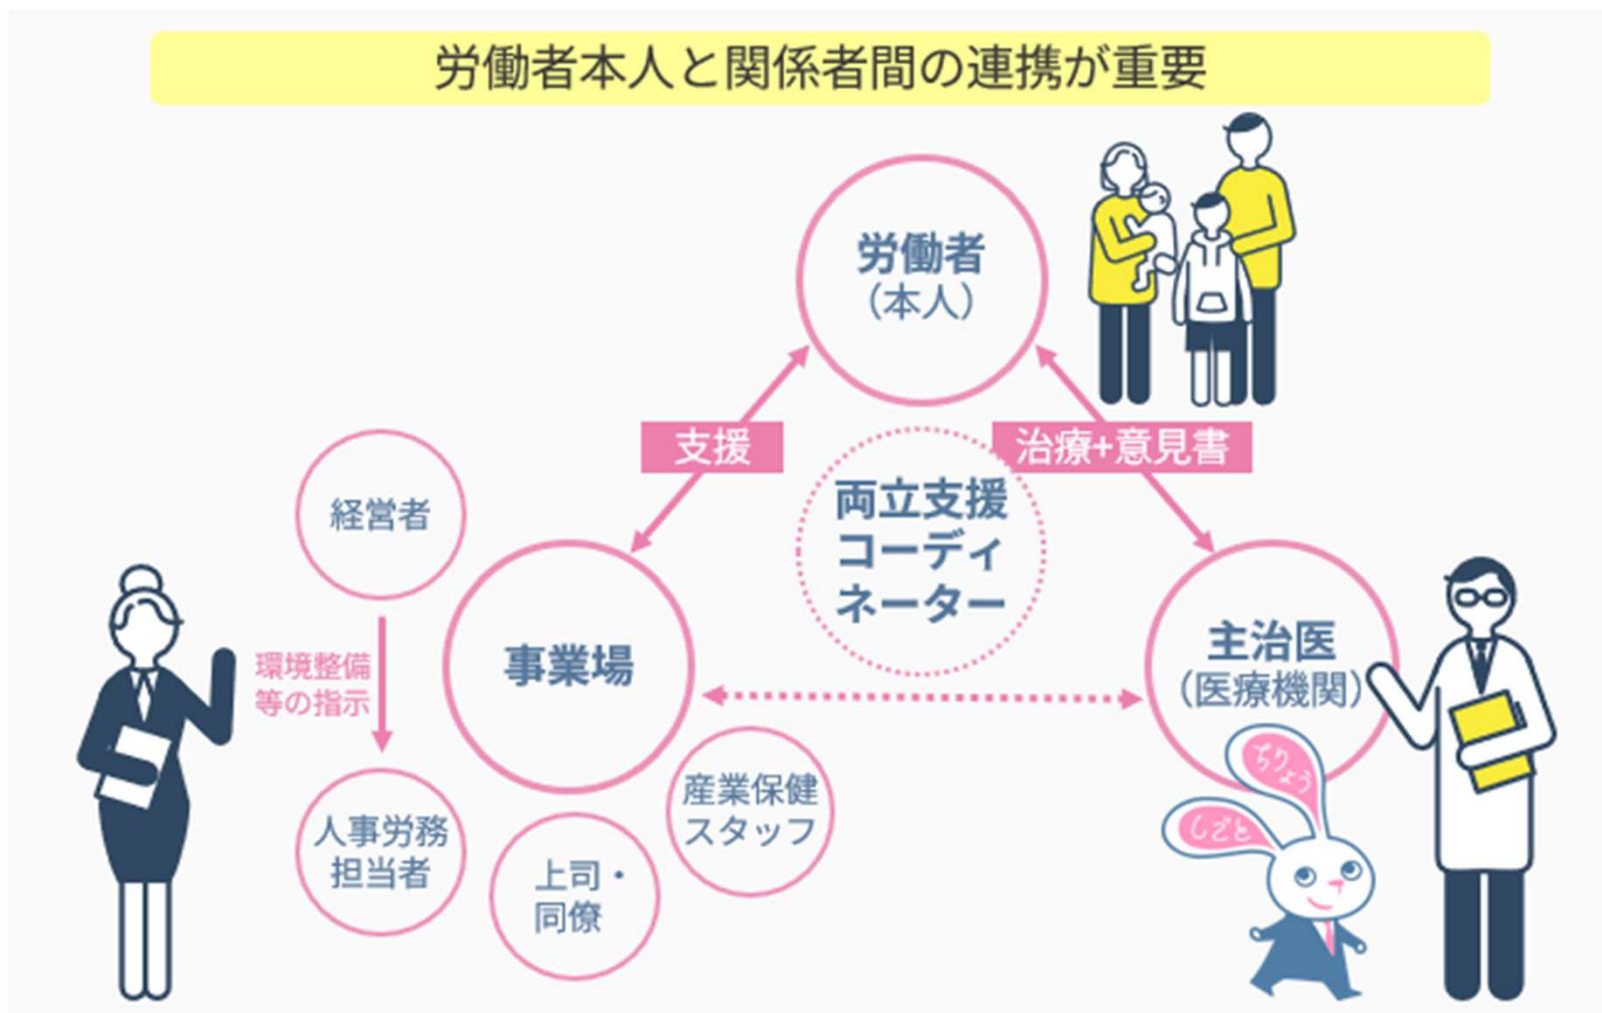 労働者本人と関係者間の連携が重要
労働者
（本人）
支援
治療+意見書
両立支援
コーディ
ネーター
経営者
環境整備
等の指示
事業場
主治医
（医療機関）
人事労務
担当者
上司・
同僚
産業保健
スタッフ
ちりょう
しごと